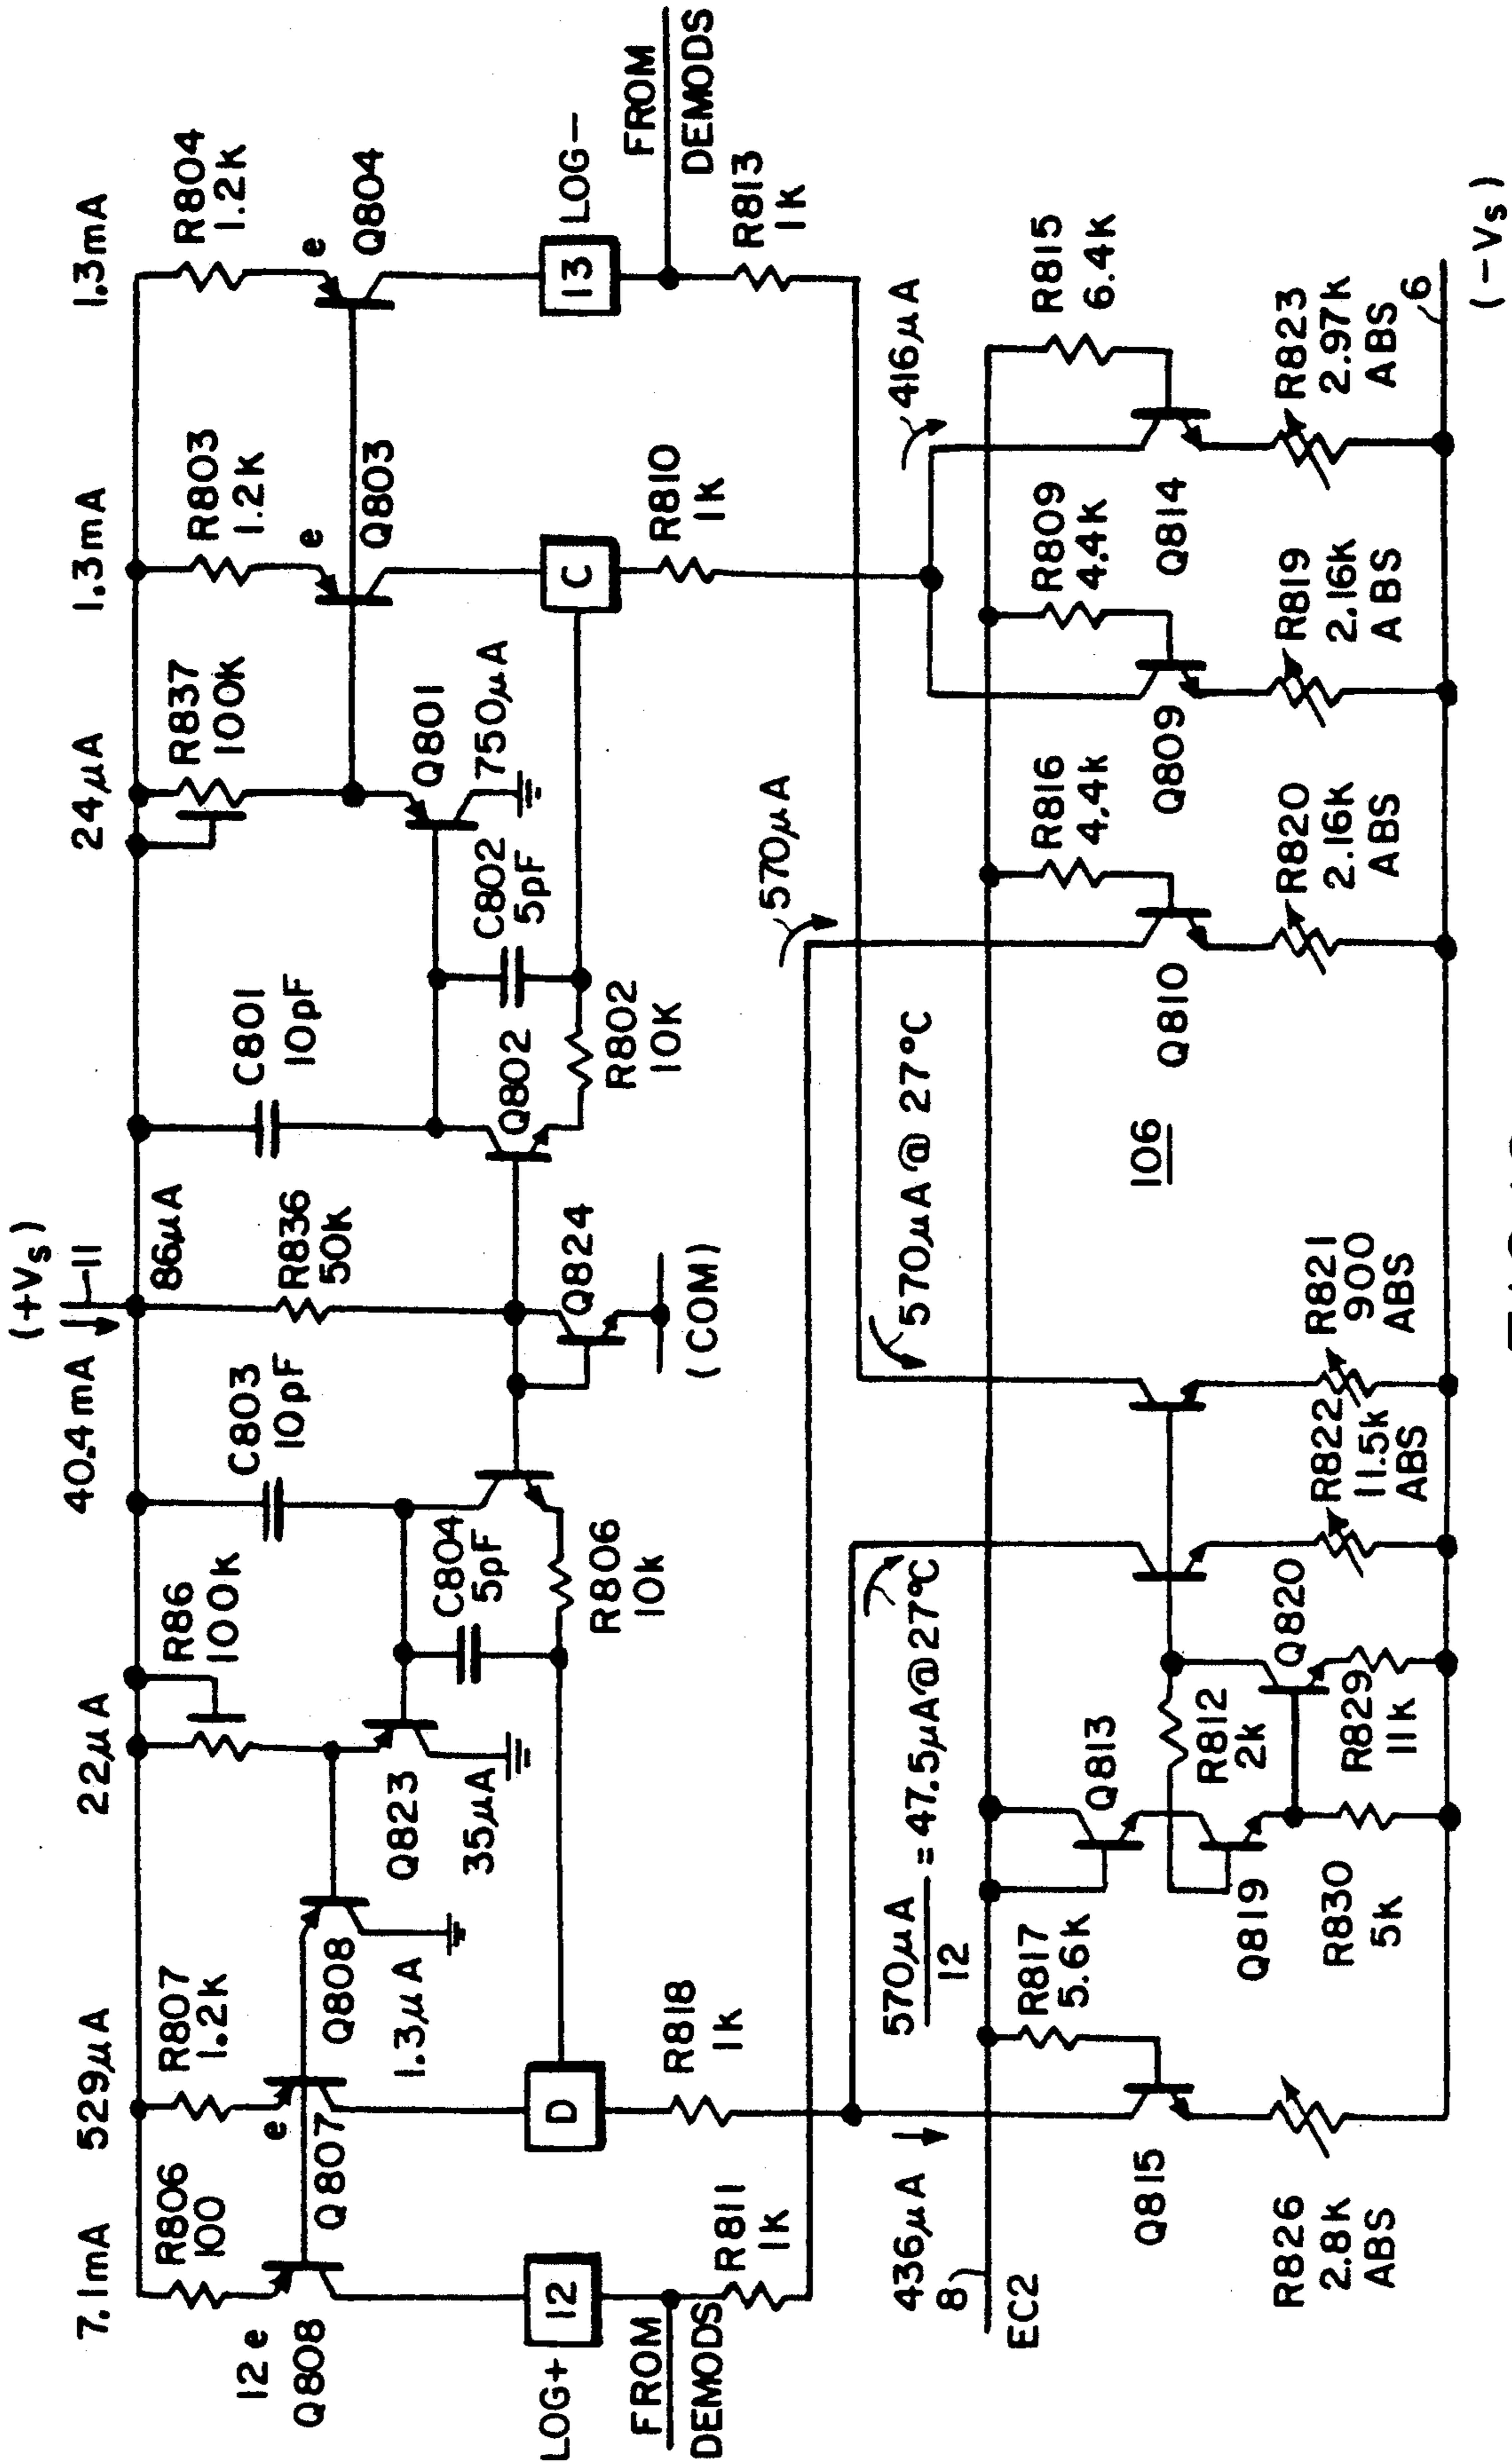 (+Vs)
40.4mA
11
7.1mA
529µA
22µA
86µA
24µA
1.3mA
1.3mA
R806
100
R807
1.2k
R86
100k
C803
10pF
R836
50k
C801
10pF
R837
100K
R803
1.2K
R804
1.2K
12e
Q808
e
Q807
Q808
1.3µA
Q823
35µA
C804
5pF
R806
10k
Q824
(COM)
Q802
R802
10K
C802
5pF
Q801
750µA
e
Q803
e
Q804
LOG+
12
D
C
13
LOG-
FROM
DEMODS
FROM
DEMODS
R811
1K
R818
1k
R810
1K
R813
1K
436µA
570µA
12
= 47.5µA@27°C
570µA @ 27°C
570µA
416µA
8
EC2
R817
5.6k
Q813
R812
2k
R816
4.4k
R809
4.4k
R815
6.4K
Q815
Q819
Q820
106
Q810
Q809
Q814
R826
2.8k
ABS
R830
5k
R829
11k
R822
11.5k
ABS
R821
900
ABS
R820
2.16k
ABS
R819
2.16k
ABS
R823
2.97k
ABS
6
(-Vs)